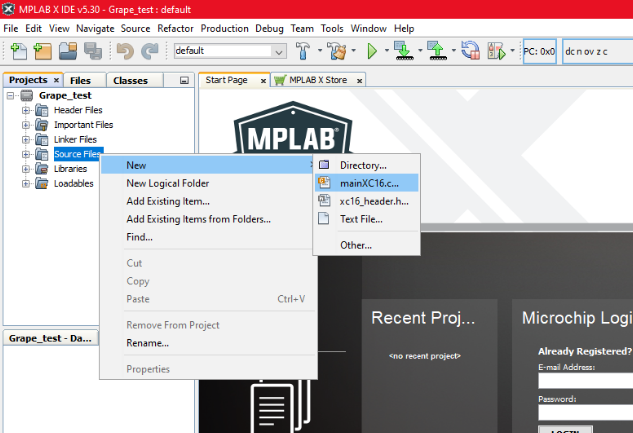 MPLAB X IDE v5.30 - Grape_test : default
File Edit View Navigate Source Refactor Production Debug Team Tools Window Help
default
PC: 0x0
dc n ov z c
Projects × Files Classes
Start Page × MPLAB X Store ×
Grape_test
Header Files
Important Files
Linker Files
Source Files
Libraries
Loadables
MPLAB®
New
New Logical Folder
Add Existing Item...
Add Existing Items from Folders...
Find...
Cut
Copy
Paste Ctrl+V
Remove From Project
Rename...
Properties
Directory...
mainXC16.c...
xc16_header.h...
Text File...
Other...
Grape_test - Da...
Recent Proj...
<no recent project>
Microchip Logi
Already Registered?
E-mail Address:
Password:
LOGIN